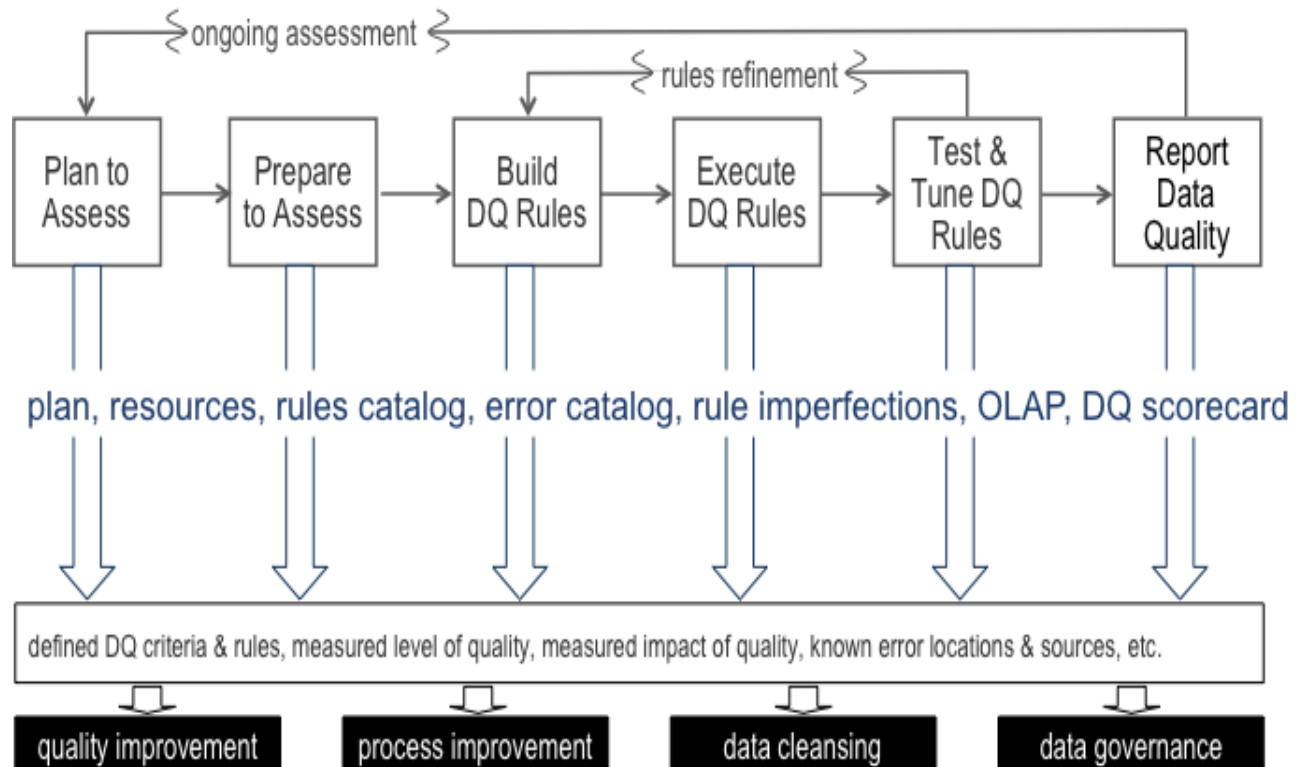 ongoing assessment
rules refinement
Plan to
Assess
Prepare
to Assess
Build
DQ Rules
Execute
DQ Rules
Test &
Tune DQ
Rules
Report
Data
Quality
plan, resources, rules catalog, error catalog, rule imperfections, OLAP, DQ scorecard
defined DQ criteria & rules, measured level of quality, measured impact of quality, known error locations & sources, etc.
quality improvement
process improvement
data cleansing
data governance